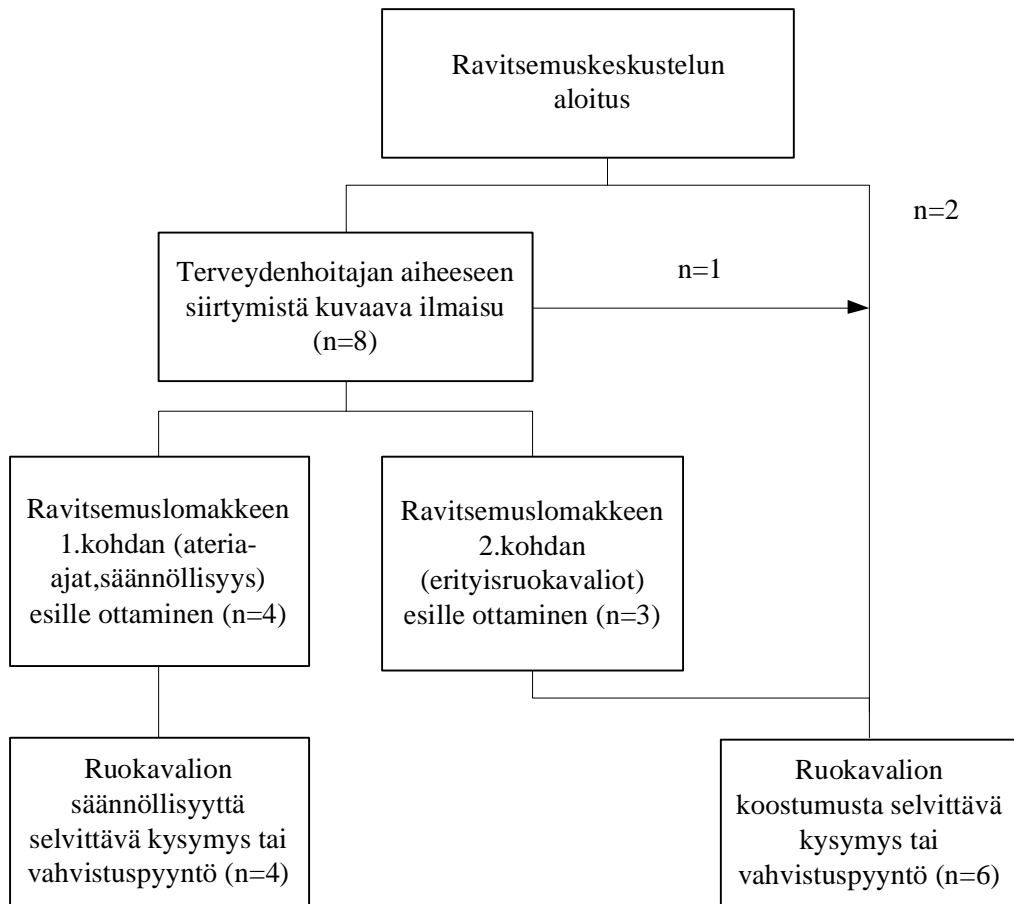 Ravitsemuskeskustelun
aloitus
n=2
Terveydenhoitajan aiheeseen
siirtymistä kuvaava ilmaisu
(n=8)
n=1
Ravitsemuslomakkeen
1.kohdan (ateria-
ajat,säännöllisyys)
esille ottaminen (n=4)
Ravitsemuslomakkeen
2.kohdan
(erityisruokavaliot)
esille ottaminen (n=3)
Ruokavalion
säännöllisyyttä
selvittävä kysymys tai
vahvistuspyyntö (n=4)
Ruokavalion
koostumusta selvittävä
kysymys tai
vahvistuspyyntö (n=6)